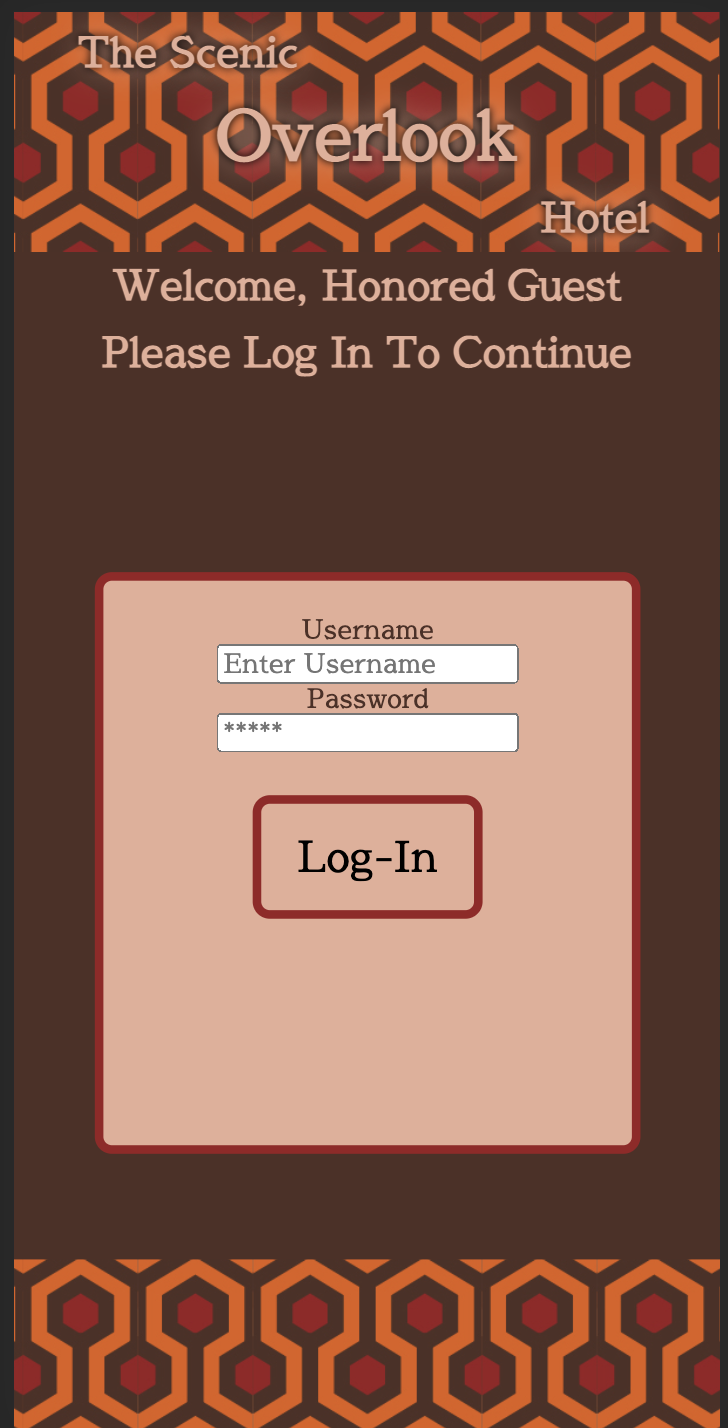 The Scenic
Overlook
Hotel
Welcome, Honored Guest
Please Log In To Continue
Username
Enter Username
Password
*****
Log-In